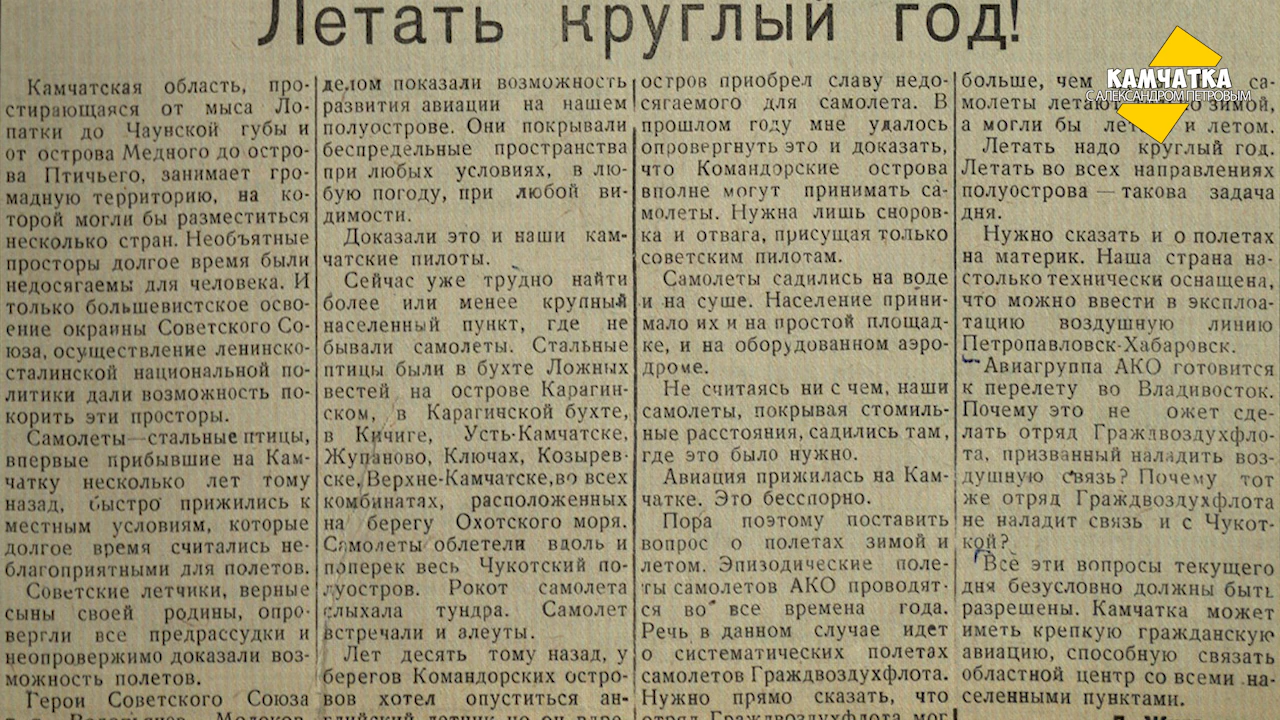 Летать круглый год!
КАМЧАТКА
С АЛЕКСАНДРОМ ПЕТРОВЫМ
Камчатская область, про-
стирающаяся от мыса Ло-
патки до Чаунской губы и
от острова Медного до остро-
ва Птичьего, занимает гро-
мадную территорию, на ко-
торой могли бы разместиться
несколько стран. Необъятные
просторы долгое время были
недосягаемы для человека. И
только большевистское осво-
ение окраины Советского Со-
юза, осуществление ленинско-
сталинской национальной по-
литики дали возможность по-
корить эти просторы.
Самолеты—стальные птицы,
впервые прибывшие на Кам-
чатку несколько лет тому
назад, быстро прижились к
местным условиям, которые
долгое время считались не-
благоприятными для полетов.
Советские летчики, верные
сыны своей родины, опро-
вергли все предрассудки и
неопровержимо доказали воз-
можность полетов.
Герои Советского Союза
делом показали возможность
развития авиации на нашем
полуострове. Они покрывали
беспредельные пространства
при любых условиях, в лю-
бую погоду, при любой ви-
димости.
Доказали это и наши кам-
чатские пилоты.
Сейчас уже трудно найти
более или менее крупный
населенный пункт, где не
бывали самолеты. Стальные
птицы были в бухте Ложных
вестей на острове Карагин-
ском, в Карагинской бухте,
в Кичиге, Усть-Камчатске,
Жупаново, Ключах, Козырев-
ске, Верхне-Камчатске, во всех
комбинатах, расположенных
на берегу Охотского моря.
Самолеты облетели вдоль и
поперек весь Чукотский по-
луостров. Рокот самолета
слыхала тундра. Самолет
встречали и алеуты.
Лет десять тому назад, у
берегов Командорских остро-
вов хотел опуститься ан-
глийский летчик, но он
остров приобрел славу недо-
сягаемого для самолета. В
прошлом году мне удалось
опровергнуть это и доказать,
что Командорские острова
вполне могут принимать са-
молеты. Нужна лишь сноров-
ка и отвага, присущая только
советским пилотам.
Самолеты садились на воде
и на суше. Население прини-
мало их и на простой площад-
ке, и на оборудованном аэро-
дроме.
Не считаясь ни с чем, наши
самолеты, покрывая стомиль-
ные расстояния, садились там,
где это было нужно.
Авиация прижилась на Кам-
чатке. Это бесспорно.
Пора поэтому поставить
вопрос о полетах зимой и
летом. Эпизодические поле-
ты самолетов АКО проводят-
ся во все времена года.
Речь в данном случае идет
о систематических полетах
самолетов Граждвоздухфлота.
Нужно прямо сказать, что
отряд Граждвоздухфлота мог
больше, чем са-
молеты летают зимой,
а могли бы и летом.
Летать надо круглый год.
Летать во всех направлениях
полуострова — такова задача
дня.
Нужно сказать и о полетах
на материк. Наша страна на-
столько технически оснащена,
что можно ввести в эксплоа-
тацию воздушную линию
Петропавловск-Хабаровск.
Авиагруппа АКО готовится
к перелету во Владивосток.
Почему это не ожет сде-
лать отряд Граждвоздухфло-
та, призванный наладить воз-
душную связь? Почему тот
же отряд Граждвоздухфлота
не наладит связь и с Чукот-
кой?
Все эти вопросы текущего
дня безусловно должны быть
разрешены. Камчатка может
иметь крепкую гражданскую
авиацию, способную связать
областной центр со всеми на-
селенными пунктами.